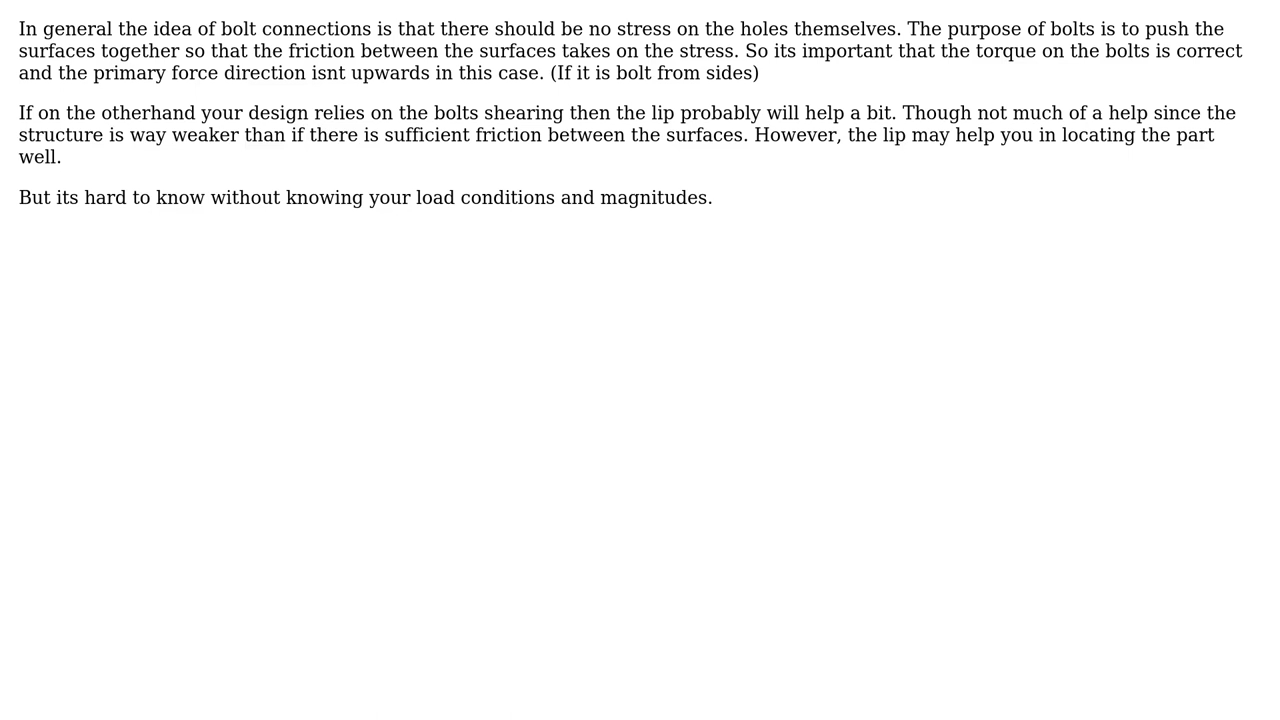 In general the idea of bolt connections is that there should be no stress on the holes themselves. The purpose of bolts is to push the
surfaces together so that the friction between the surfaces takes on the stress. So its important that the torque on the bolts is correct
and the primary force direction isnt upwards in this case. (If it is bolt from sides)
If on the otherhand your design relies on the bolts shearing then the lip probably will help a bit. Though not much of a help since the
structure is way weaker than if there is sufficient friction between the surfaces. However, the lip may help you in locating the part
well.
But its hard to know without knowing your load conditions and magnitudes.